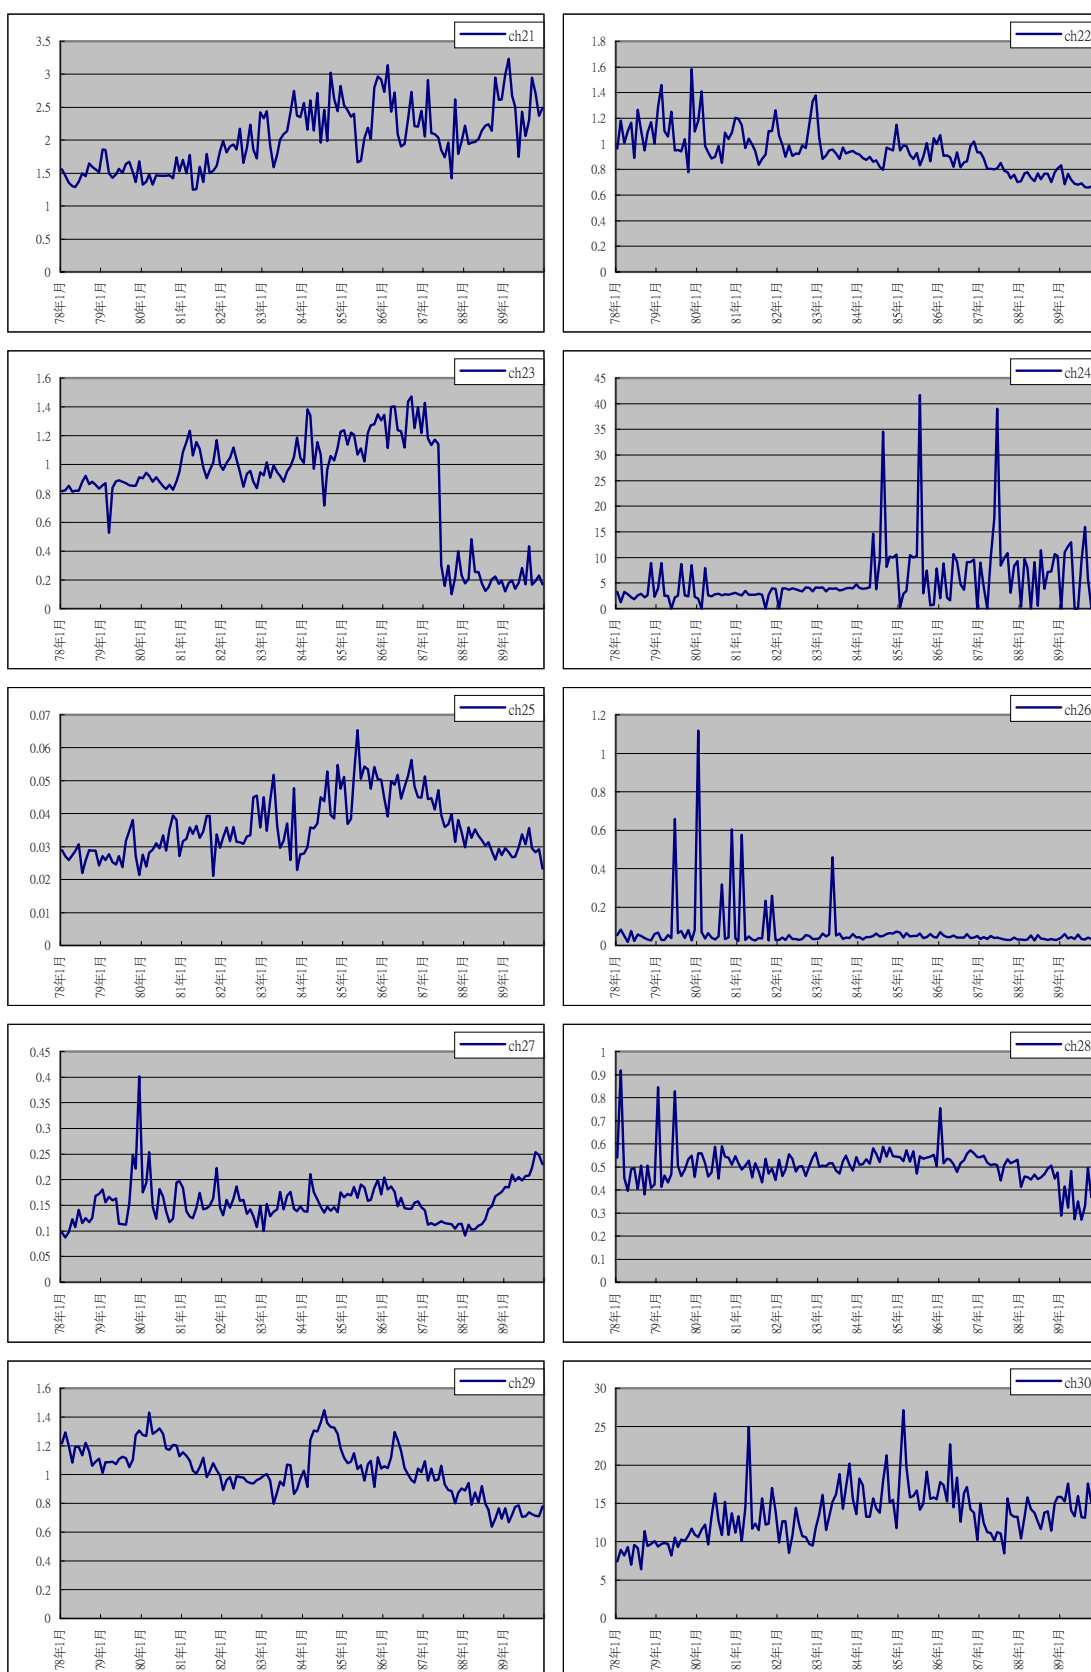 ch21
3.5
3
2.5
2
1.5
1
0.5
0
78年1月
79年1月
80年1月
81年1月
82年1月
83年1月
84年1月
85年1月
86年1月
87年1月
88年1月
89年1月
ch22
1.8
1.6
1.4
1.2
1
0.8
0.6
0.4
0.2
0
78年1月
79年1月
80年1月
81年1月
82年1月
83年1月
84年1月
85年1月
86年1月
87年1月
88年1月
89年1月
ch23
1.6
1.4
1.2
1
0.8
0.6
0.4
0.2
0
78年1月
79年1月
80年1月
81年1月
82年1月
83年1月
84年1月
85年1月
86年1月
87年1月
88年1月
89年1月
ch24
45
40
35
30
25
20
15
10
5
0
78年1月
79年1月
80年1月
81年1月
82年1月
83年1月
84年1月
85年1月
86年1月
87年1月
88年1月
89年1月
ch25
0.07
0.06
0.05
0.04
0.03
0.02
0.01
0
78年1月
79年1月
80年1月
81年1月
82年1月
83年1月
84年1月
85年1月
86年1月
87年1月
88年1月
89年1月
ch26
1.2
1
0.8
0.6
0.4
0.2
0
78年1月
79年1月
80年1月
81年1月
82年1月
83年1月
84年1月
85年1月
86年1月
87年1月
88年1月
89年1月
ch27
0.45
0.4
0.35
0.3
0.25
0.2
0.15
0.1
0.05
0
78年1月
79年1月
80年1月
81年1月
82年1月
83年1月
84年1月
85年1月
86年1月
87年1月
88年1月
89年1月
ch28
1
0.9
0.8
0.7
0.6
0.5
0.4
0.3
0.2
0.1
0
78年1月
79年1月
80年1月
81年1月
82年1月
83年1月
84年1月
85年1月
86年1月
87年1月
88年1月
89年1月
ch29
1.6
1.4
1.2
1
0.8
0.6
0.4
0.2
0
78年1月
79年1月
80年1月
81年1月
82年1月
83年1月
84年1月
85年1月
86年1月
87年1月
88年1月
89年1月
ch30
30
25
20
15
10
5
0
78年1月
79年1月
80年1月
81年1月
82年1月
83年1月
84年1月
85年1月
86年1月
87年1月
88年1月
89年1月